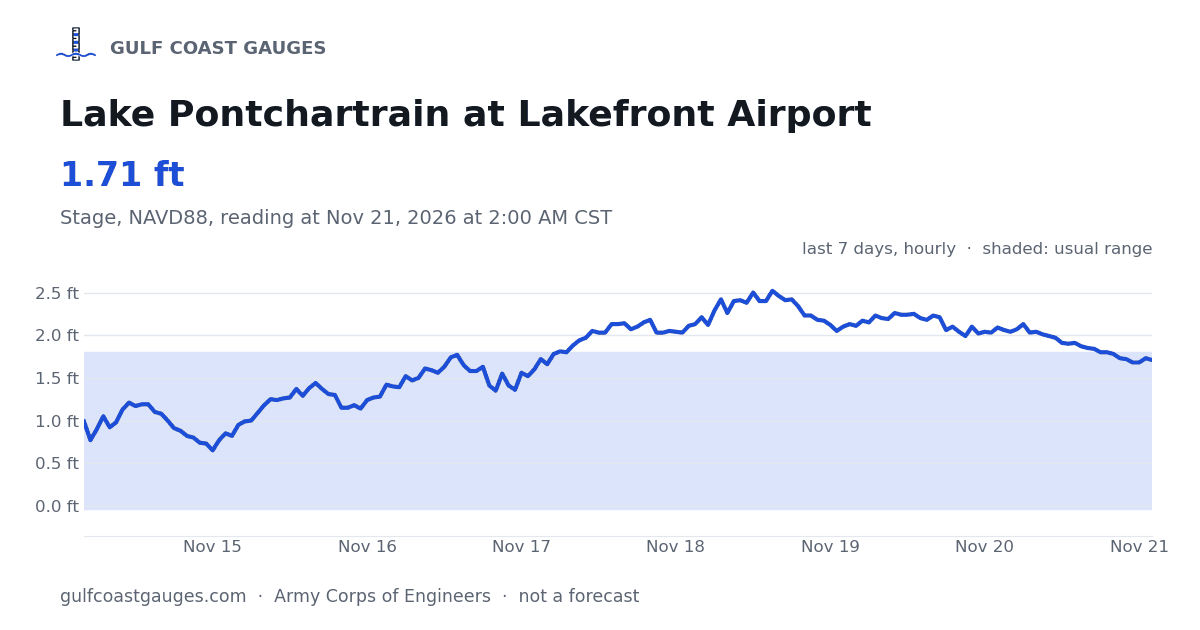 GULF COAST GAUGES
Lake Pontchartrain at Lakefront Airport
1.71 ft
Stage, NAVD88, reading at Nov 21, 2026 at 2:00 AM CST
last 7 days, hourly · shaded: usual range
2.5 ft
2.0 ft
1.5 ft
1.0 ft
0.5 ft
0.0 ft
Nov 15 Nov 16 Nov 17 Nov 18 Nov 19 Nov 20 Nov 21
gulfcoastgauges.com · Army Corps of Engineers · not a forecast